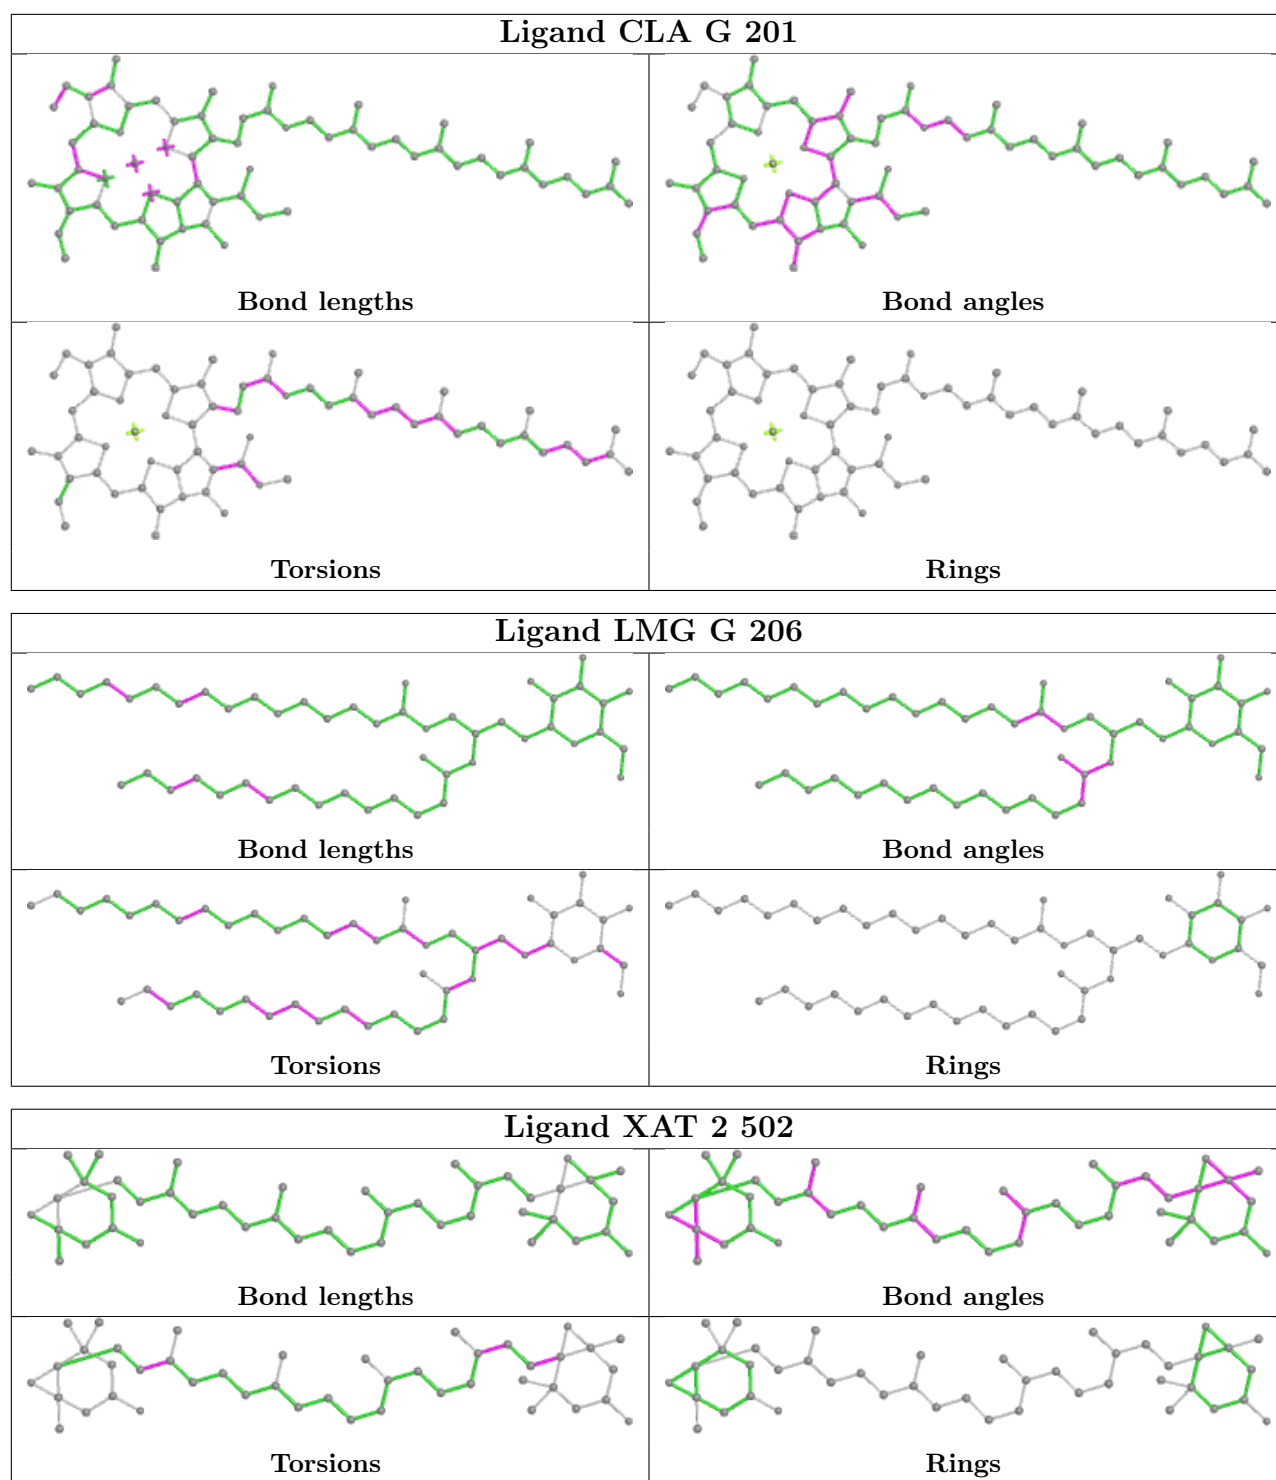 Ligand CLA G 201
Bond lengths
Bond angles
Torsions
Rings
Ligand LMG G 206
Bond lengths
Bond angles
Torsions
Rings
Ligand XAT 2 502
Bond lengths
Bond angles
Torsions
Rings